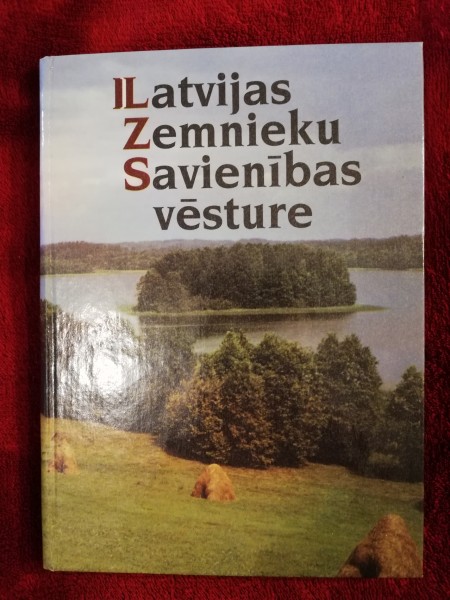 Latvijas
Zemnieku
Savienības
vēsture